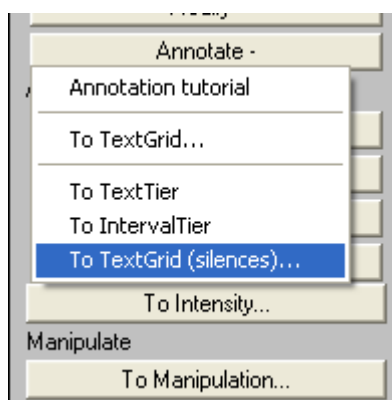 Annotate -
Annotation tutorial
To TextGrid...
To TextTier
To IntervalTier
To TextGrid (silences)...
To Intensity...
Manipulate
To Manipulation...